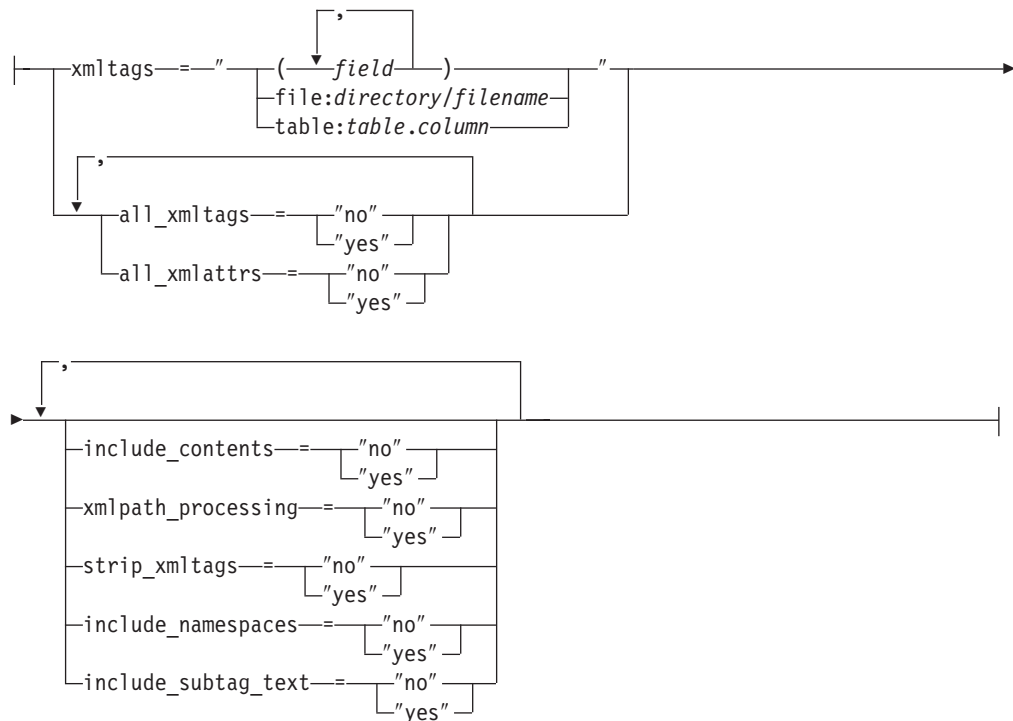 ,
xmltags = " ( field ) "
file:directory/filename
table:table.column
,
all_xmltags = "no"
"yes"
all_xmlattrs = "no"
"yes"
,
include_contents = "no"
"yes"
xmlpath_processing = "no"
"yes"
strip_xmltags = "no"
"yes"
include_namespaces = "no"
"yes"
include_subtag_text = "no"
"yes"